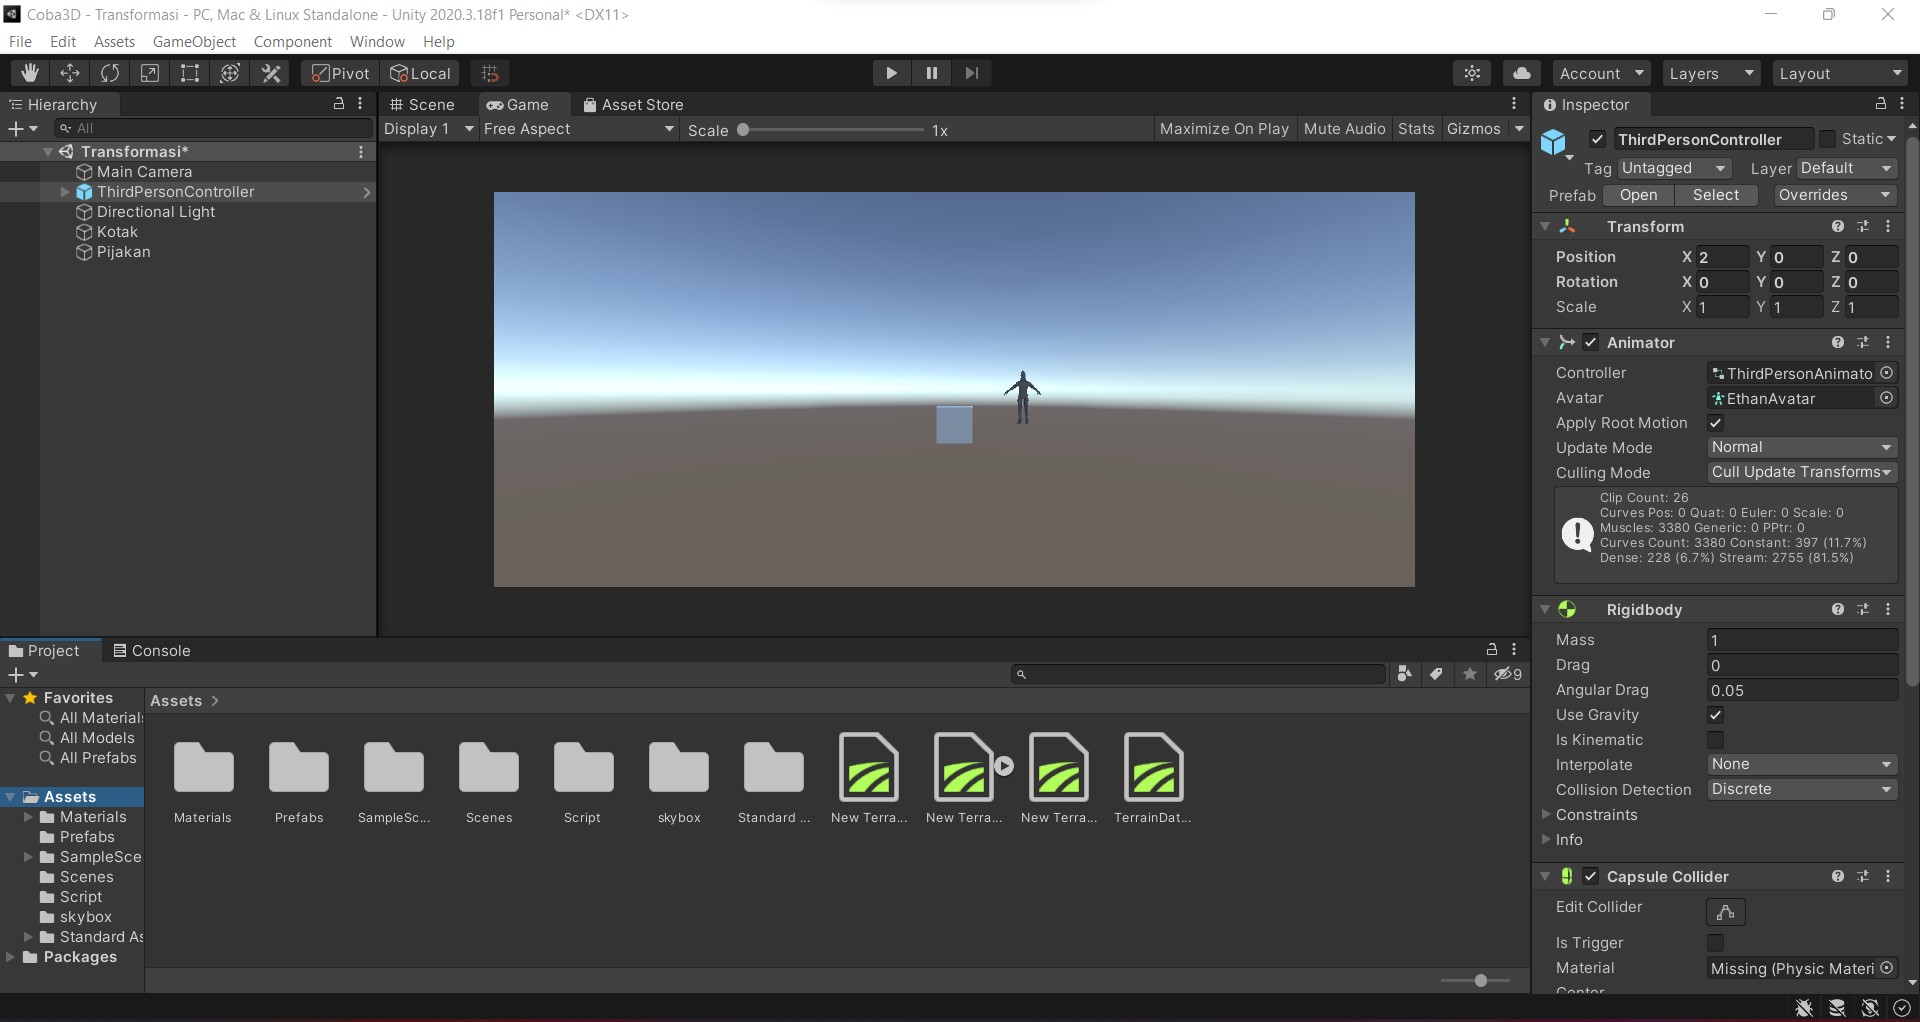 Coba3D - Transformasi - PC, Mac & Linux Standalone - Unity 2020.3.18f1 Personal* <DX11>
File Edit Assets GameObject Component Window Help
Pivot Local Account Layers Layout
Hierarchy
All
Transformasi*
Main Camera
ThirdPersonController
Directional Light
Kotak
Pijakan
Scene Game Asset Store
Display 1 Free Aspect Scale 1x Maximize On Play Mute Audio Stats Gizmos
Inspector
ThirdPersonController Static
Tag Untagged Layer Default
Prefab Open Select Overrides
Transform
Position X 2 Y 0 Z 0
Rotation X 0 Y 0 Z 0
Scale X 1 Y 1 Z 1
Animator
Controller ThirdPersonAnimato
Avatar EthanAvatar
Apply Root Motion
Update Mode Normal
Culling Mode Cull Update Transforms
Clip Count: 26
Curves Pos: 0 Quat: 0 Euler: 0 Scale: 0
Muscles: 3380 Generic: 0 PPtr: 0
Curves Count: 3380 Constant: 397 (11.7%)
Dense: 228 (6.7%) Stream: 2755 (81.5%)
Rigidbody
Mass 1
Drag 0
Angular Drag 0.05
Use Gravity
Is Kinematic
Interpolate None
Collision Detection Discrete
Constraints
Info
Capsule Collider
Edit Collider
Is Trigger
Material Missing (Physic Materi
Project Console
9
Favorites
All Materials
All Models
All Prefabs
Assets
Materials
Prefabs
SampleSce
Scenes
Script
skybox
Standard As
Packages
Assets >
Materials Prefabs SampleSc... Scenes Script skybox Standard ... New Terra... New Terra... New Terra... TerrainDat...